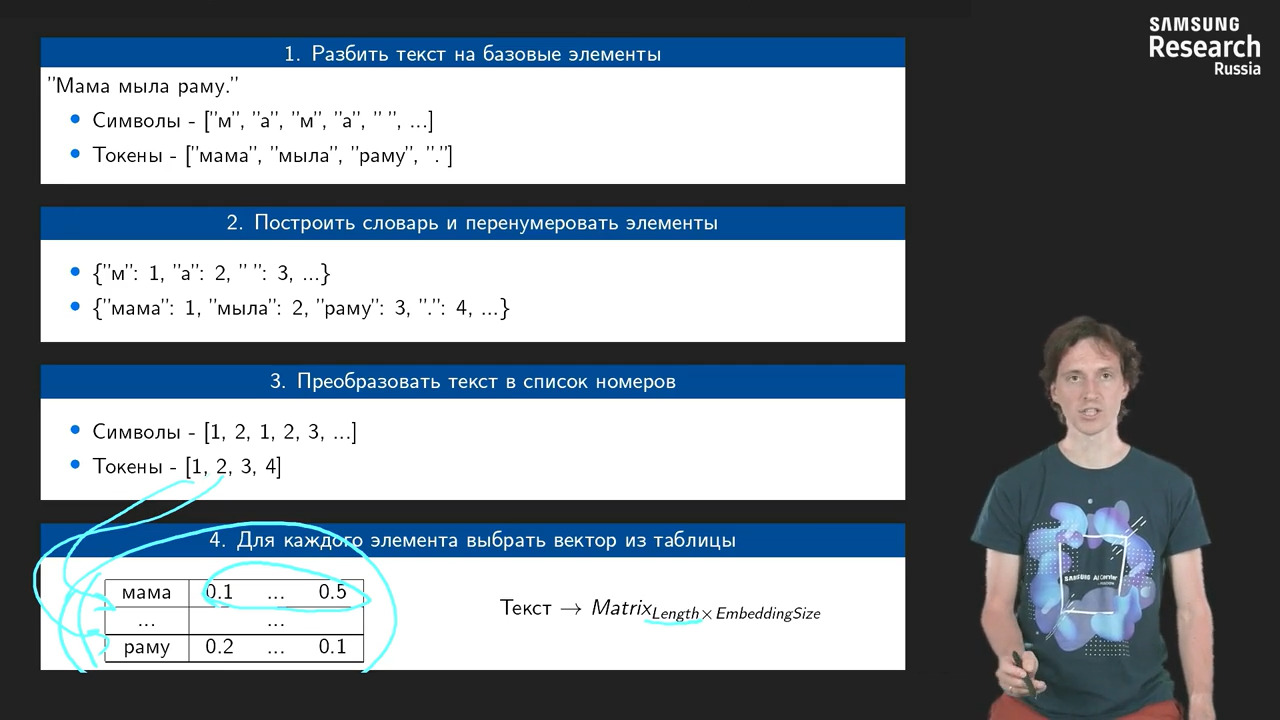 SAMSUNG
Research
Russia
1. Разбить текст на базовые элементы
"Мама мыла раму."
Символы - ["м", "а", "м", "а", " ", ...]
Токены - ["мама", "мыла", "раму", "."]
2. Построить словарь и перенумеровать элементы
{"м": 1, "а": 2, " ": 3, ...}
{"мама": 1, "мыла": 2, "раму": 3, ".": 4, ...}
3. Преобразовать текст в список номеров
Символы - [1, 2, 1, 2, 3, ...]
Токены - [1, 2, 3, 4]
4. Для каждого элемента выбрать вектор из таблицы
мама 0.1 ... 0.5
... ...
раму 0.2 ... 0.1
Текст → Matrix Length × EmbeddingSize
SAMSUNG AI Center